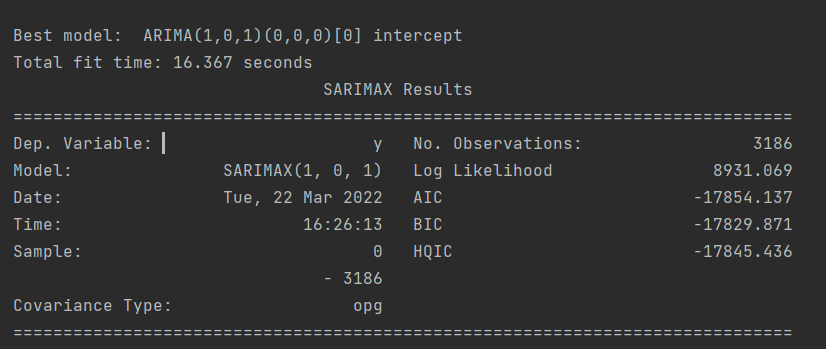 Best model:  ARIMA(1,0,1)(0,0,0)[0] intercept
Total fit time: 16.367 seconds
                               SARIMAX Results
==============================================================================
Dep. Variable:                      y   No. Observations:                 3186
Model:               SARIMAX(1, 0, 1)   Log Likelihood                8931.069
Date:                Tue, 22 Mar 2022   AIC                         -17854.137
Time:                        16:26:13   BIC                         -17829.871
Sample:                             0   HQIC                        -17845.436
                               - 3186
Covariance Type:                  opg
==============================================================================